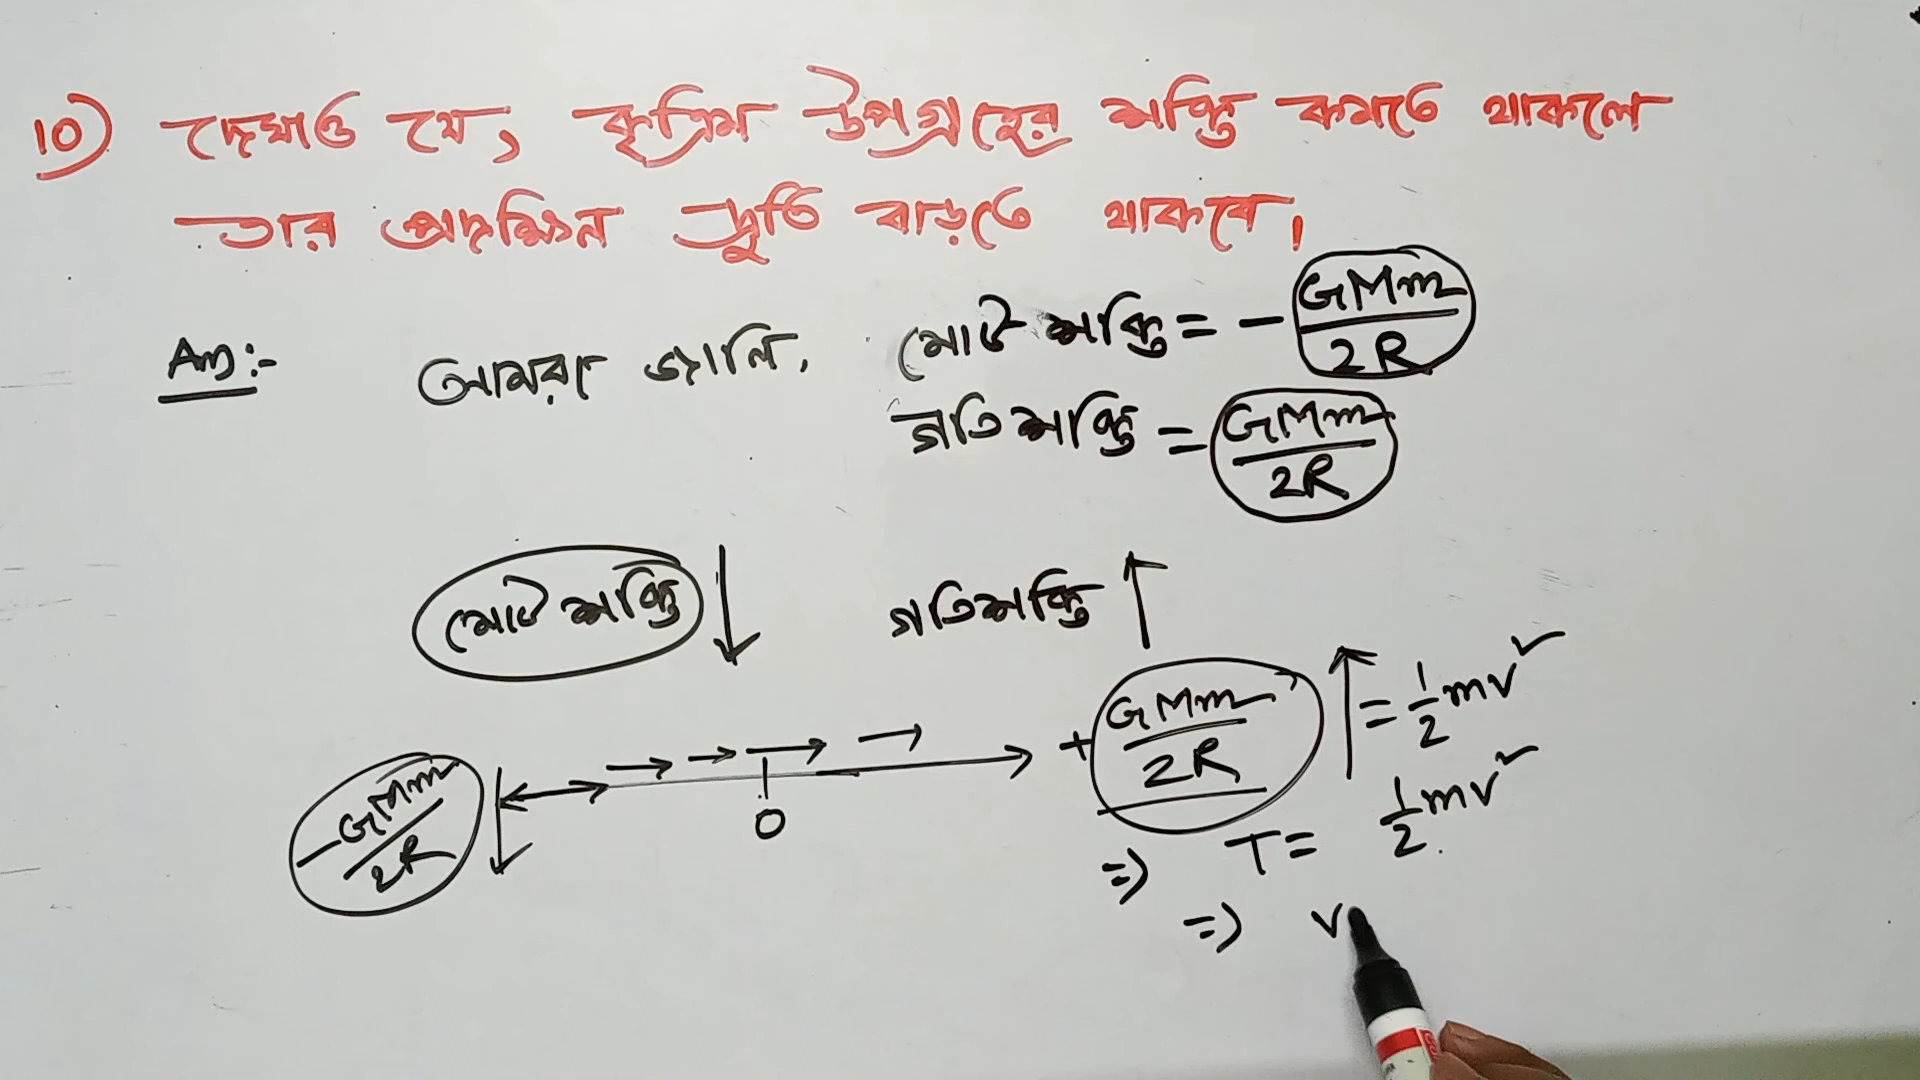 10) দেখাও যে, কৃত্রিম উপগ্রহের শক্তি কমতে থাকলে
তার প্রদক্ষিন দ্রুতি বাড়তে থাকবে।
Ans:- আমরা জানি, মোট শক্তি = - GMm/2R
গতিশক্তি = GMm/2R
মোট শক্তি ↓ গতিশক্তি ↑
+ GMm/2R ↑ = 1/2 mv²
- GMm/2R ↓ 0
=> T = 1/2 mv²
=> v